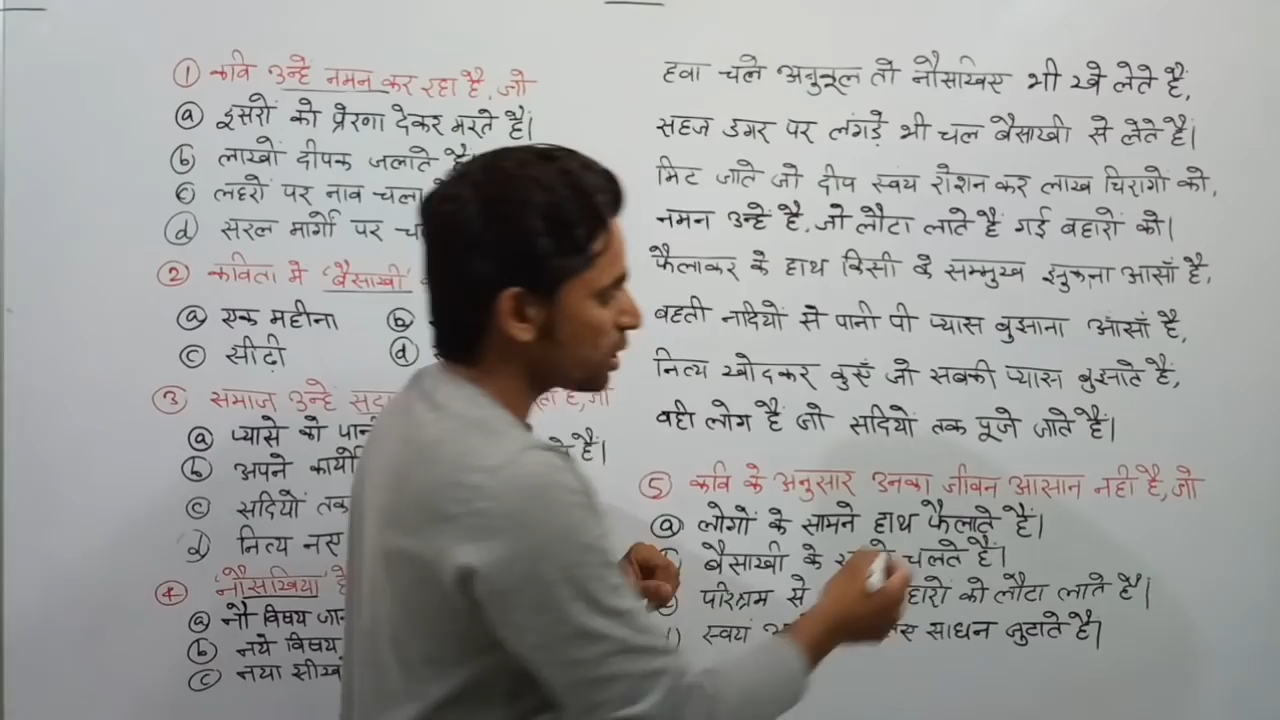 ① कवि उन्हे नमन कर रहा है, जो
ⓐ दूसरों को प्रेरणा देकर मरते हैं।
ⓑ लाखों दीपक जलाते
ⓒ लहरों पर नाव
ⓓ सरल मार्गो पर
② कविता मे 'बैसाखी'
ⓐ एक महीना ⓑ
ⓒ सीढ़ी ⓓ
③ समाज उन्हें है, जो
ⓐ प्यासे को
ⓑ अपने हैं।
ⓒ सदियों तक
ⓓ नित्य नए
④ 'नौसिखिया'
ⓐ नौ विषय
ⓑ नये विषय
ⓒ नया
हवा चले अनुकूल तो नौसिखिए भी खे लेते हैं,
सहज डगर पर लंगड़े भी चल बैसाखी से लेते हैं।
मिट जाते जो दीप स्वयं रोशन कर लाख चिरागों को,
नमन उन्हे है, जो लौटा लाते हैं गई बहारों को।
फैलाकर के हाथ किसी के सम्मुख झुकना आसाँ है,
बहती नदियों से पानी पी प्यास बुझाना आसाँ है,
नित्य खोदकर कुएँ जो सबकी प्यास बुझाते हैं,
वही लोग हैं जो सदियों तक पूजे जाते हैं।
⑤ कवि के अनुसार उनका जीवन आसान नही है, जो
ⓐ लोगों के सामने हाथ फैलाते हैं।
बैसाखी के चलते हैं।
परिश्रम से को लौटा लाते हैं।
स्वयं साधन जुटाते हैं।